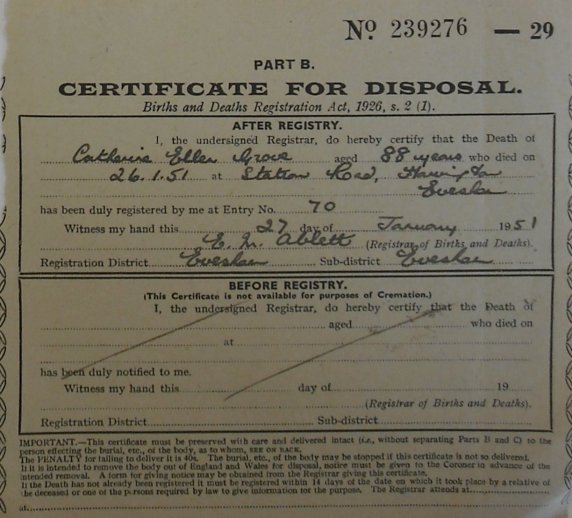 Nº 239276 — 29
PART B.
CERTIFICATE FOR DISPOSAL.
Births and Deaths Registration Act, 1926, s. 2 (1).
AFTER REGISTRY.
I, the undersigned Registrar, do hereby certify that the Death of
Catherine Ellen Grove aged 88 years who died on
26.1.51 at Station Road, Harvington
Evesham
has been duly registered by me at Entry No. 70
Witness my hand this 27 day of January 1951
E. M. Ablett (Registrar of Births and Deaths).
Registration District Evesham Sub-district Evesham
BEFORE REGISTRY.
(This Certificate is not available for purposes of Cremation.)
I, the undersigned Registrar, do hereby certify that the Death of
aged who died on
at
has been duly notified to me.
Witness my hand this day of 19
(Registrar of Births and Deaths).
Registration District Sub-district
IMPORTANT.—This certificate must be preserved with care and delivered intact (i.e., without separating Parts B and C) to the
person effecting the burial, etc., of the body, as to whom, SEE ON BACK.
The PENALTY for failing to deliver it is 40s. The burial, etc., of the body may be stopped if this certificate is not so delivered.
If it is intended to remove the body out of England and Wales for disposal, notice must be given to the Coroner in advance of the
intended removal. A form for giving notice may be obtained from the Registrar giving this certificate.
If the Death has not already been registered it must be registered within 14 days of the date on which it took place by a relative of
the deceased or one of the persons required by law to give information for the purpose. The Registrar attends at
at